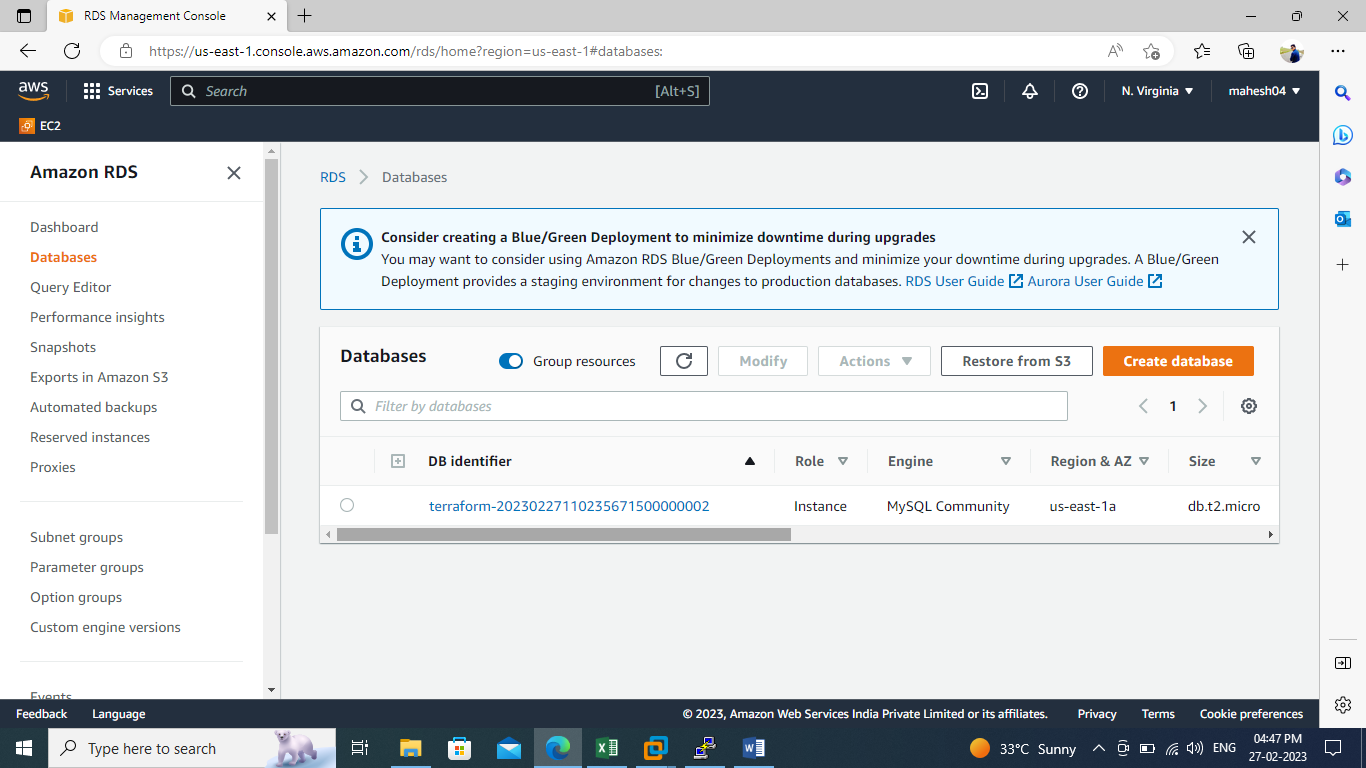 RDS Management Console
https://us-east-1.console.aws.amazon.com/rds/home?region=us-east-1#databases:
aws
Services
Search
[Alt+S]
N. Virginia
mahesh04
EC2
Amazon RDS
Dashboard
Databases
Query Editor
Performance insights
Snapshots
Exports in Amazon S3
Automated backups
Reserved instances
Proxies
Subnet groups
Parameter groups
Option groups
Custom engine versions
Events
RDS
Databases
Consider creating a Blue/Green Deployment to minimize downtime during upgrades
You may want to consider using Amazon RDS Blue/Green Deployments and minimize your downtime during upgrades. A Blue/Green
Deployment provides a staging environment for changes to production databases. RDS User Guide Aurora User Guide
Databases
Group resources
Modify
Actions
Restore from S3
Create database
Filter by databases
1
DB identifier
Role
Engine
Region & AZ
Size
terraform-20230227110235671500000002
Instance
MySQL Community
us-east-1a
db.t2.micro
Feedback
Language
© 2023, Amazon Web Services India Private Limited or its affiliates.
Privacy
Terms
Cookie preferences
Type here to search
33°C Sunny
ENG
04:47 PM
27-02-2023